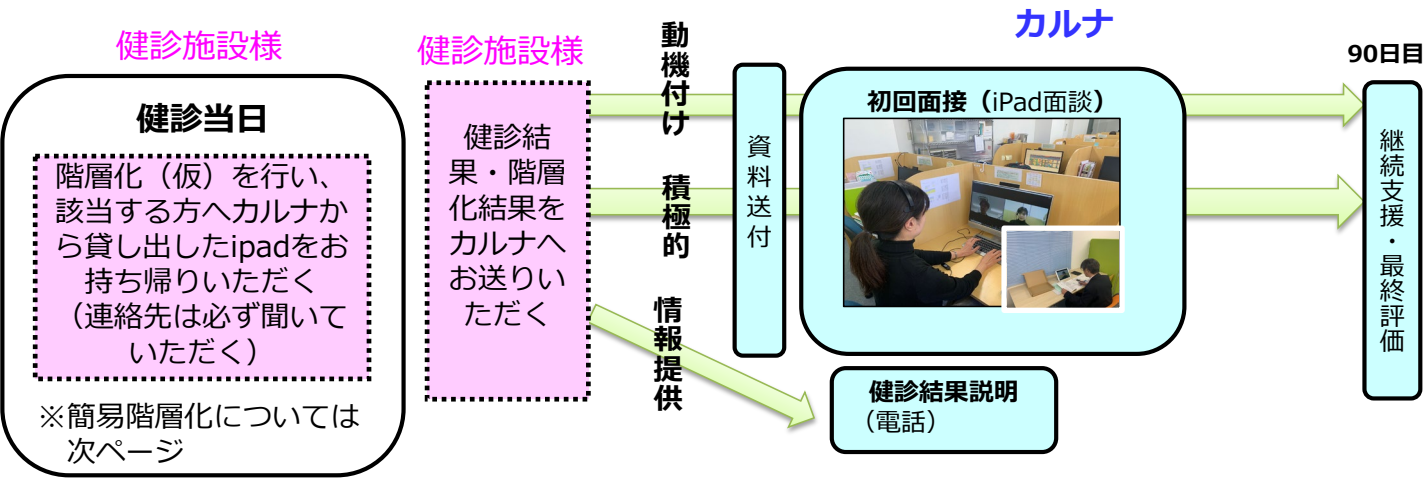 健診施設様
健診当日
階層化（仮）を行い、
該当する方へカルナか
ら貸し出したipadをお
持ち帰りいただく
（連絡先は必ず聞いて
いただく）
※簡易階層化については
次ページ
健診施設様
健診結
果・階層
化結果を
カルナへ
お送りい
ただく
動機付け
積極的
情報提供
資料送付
カルナ
初回面接（iPad面談）
健診結果説明
（電話）
90日目
継続支援・最終評価